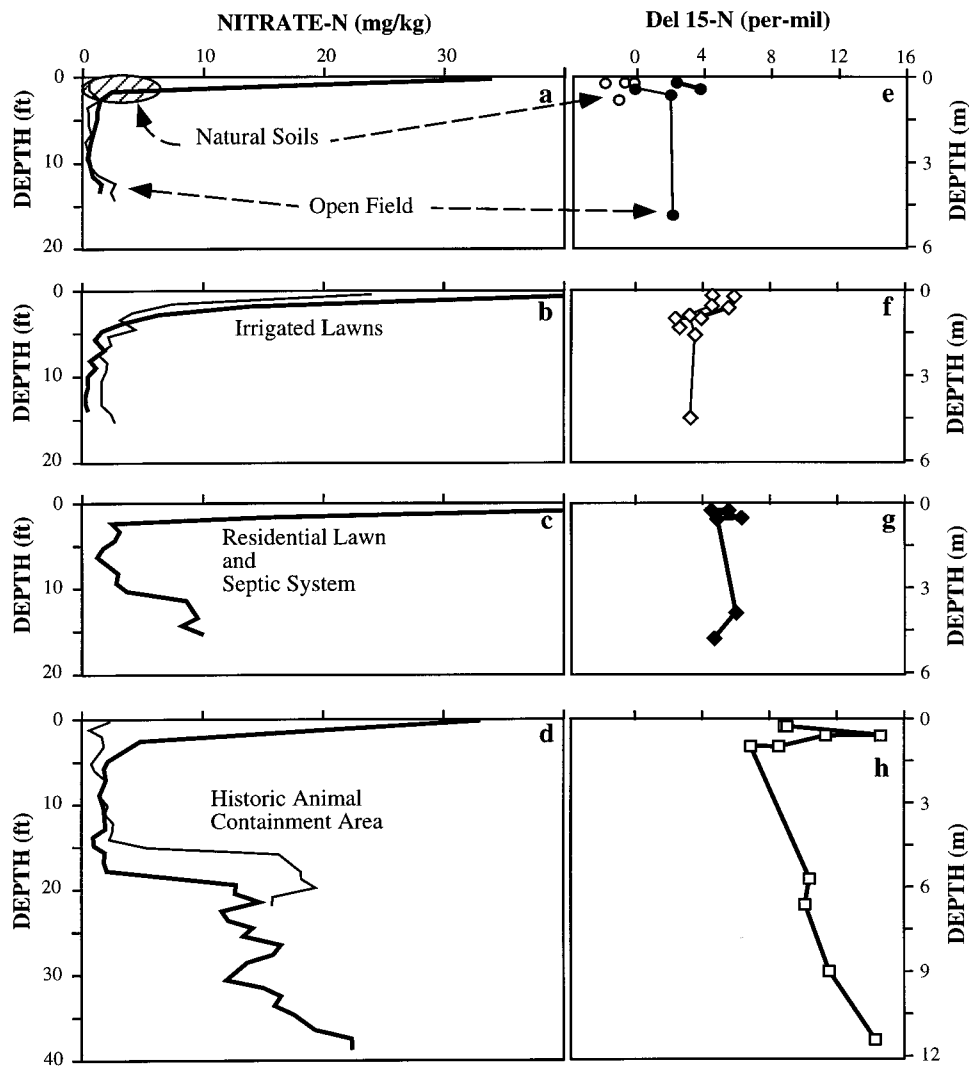 NITRATE-N (mg/kg)
Del 15-N (per-mil)
0 10 20 30
0 4 8 12 16
DEPTH (ft)
0
10
20
a
Natural Soils
Open Field
e
0
3
6
DEPTH (m)
DEPTH (ft)
0
10
20
b
Irrigated Lawns
f
0
3
6
DEPTH (m)
DEPTH (ft)
0
10
20
c
Residential Lawn
and
Septic System
g
0
3
6
DEPTH (m)
DEPTH (ft)
0
10
20
30
40
d
Historic Animal
Containment Area
h
0
3
6
9
12
DEPTH (m)